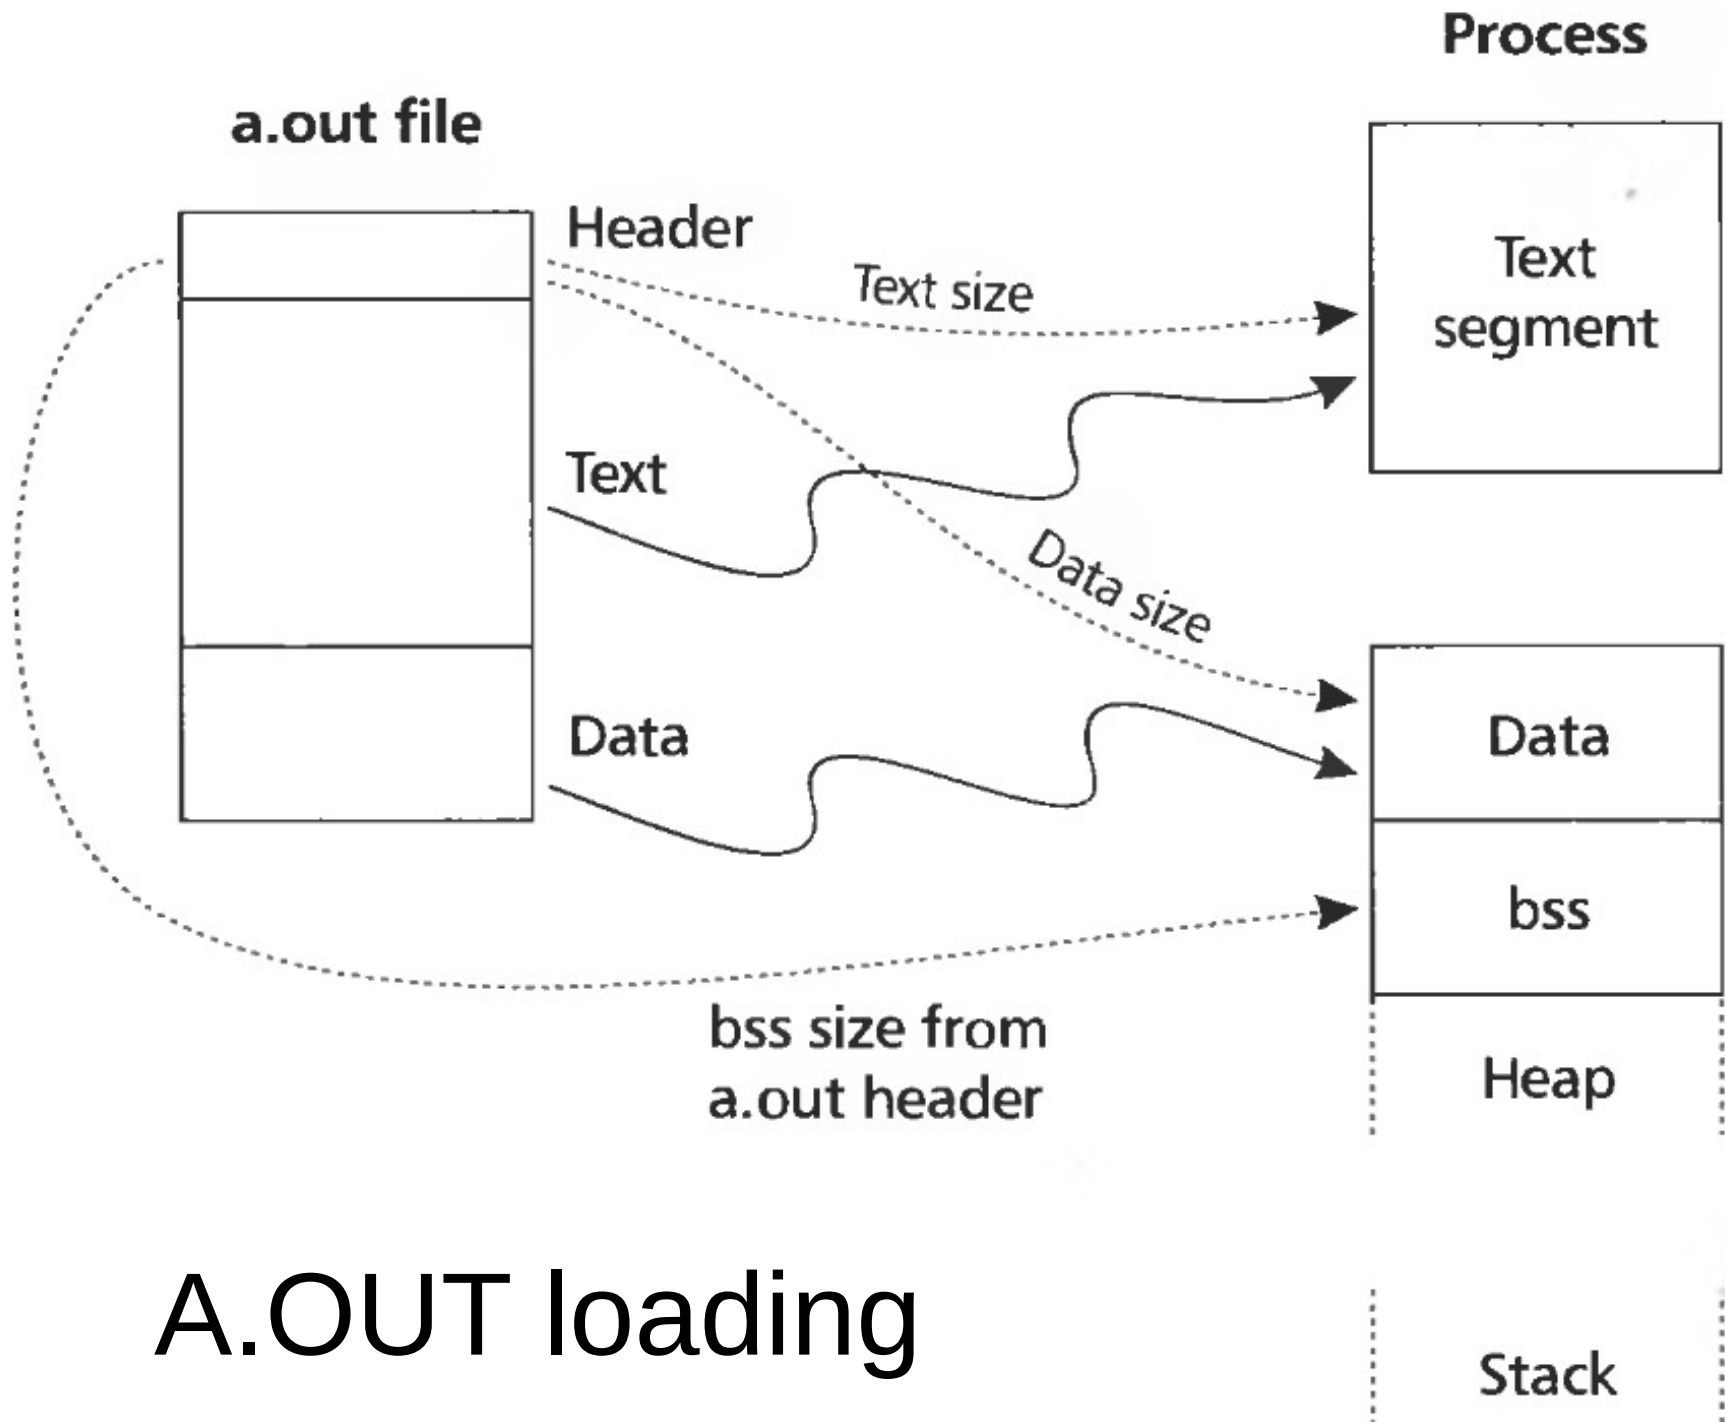 Process
a.out file
Header
Text size
Text
segment
Text
Data size
Data
Data
bss
bss size from
a.out header
Heap
A.OUT loading
Stack